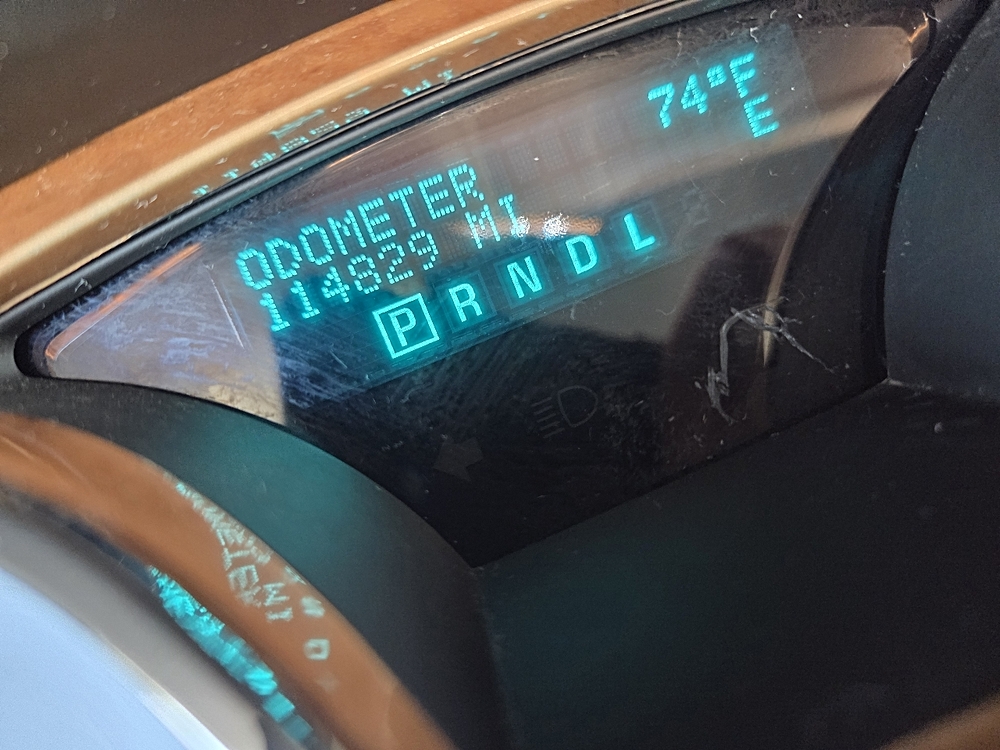 74°F
E
ODOMETER
114829 MI
P R N D L